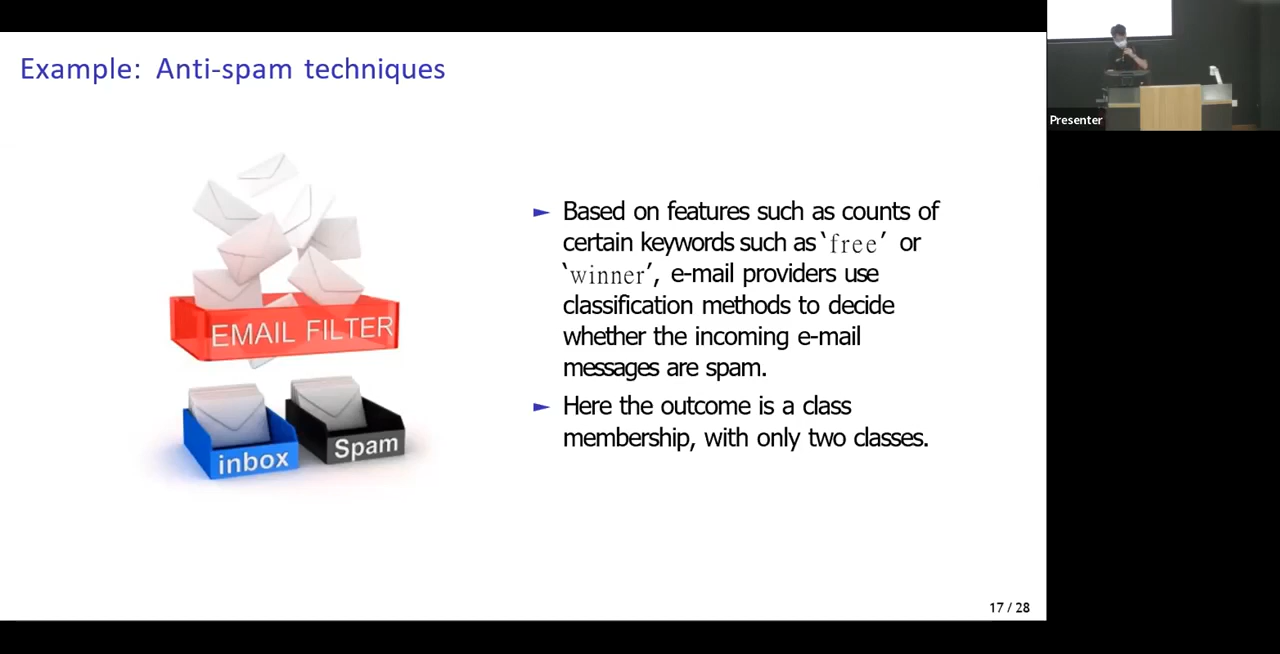 Example: Anti-spam techniques
EMAIL FILTER
inbox
Spam
► Based on features such as counts of
certain keywords such as ‘free’ or
‘winner’, e-mail providers use
classification methods to decide
whether the incoming e-mail
messages are spam.
► Here the outcome is a class
membership, with only two classes.
17 / 28
Presenter